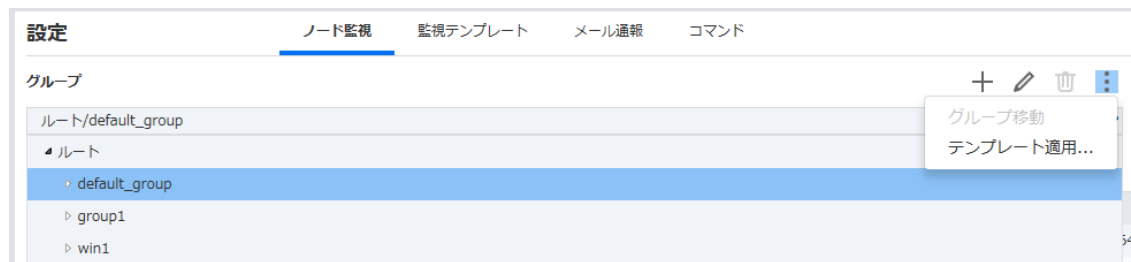 設定 ノード監視 監視テンプレート メール通報 コマンド
グループ
ルート/default_group
グループ移動
テンプレート適用...
ルート
default_group
group1
win1